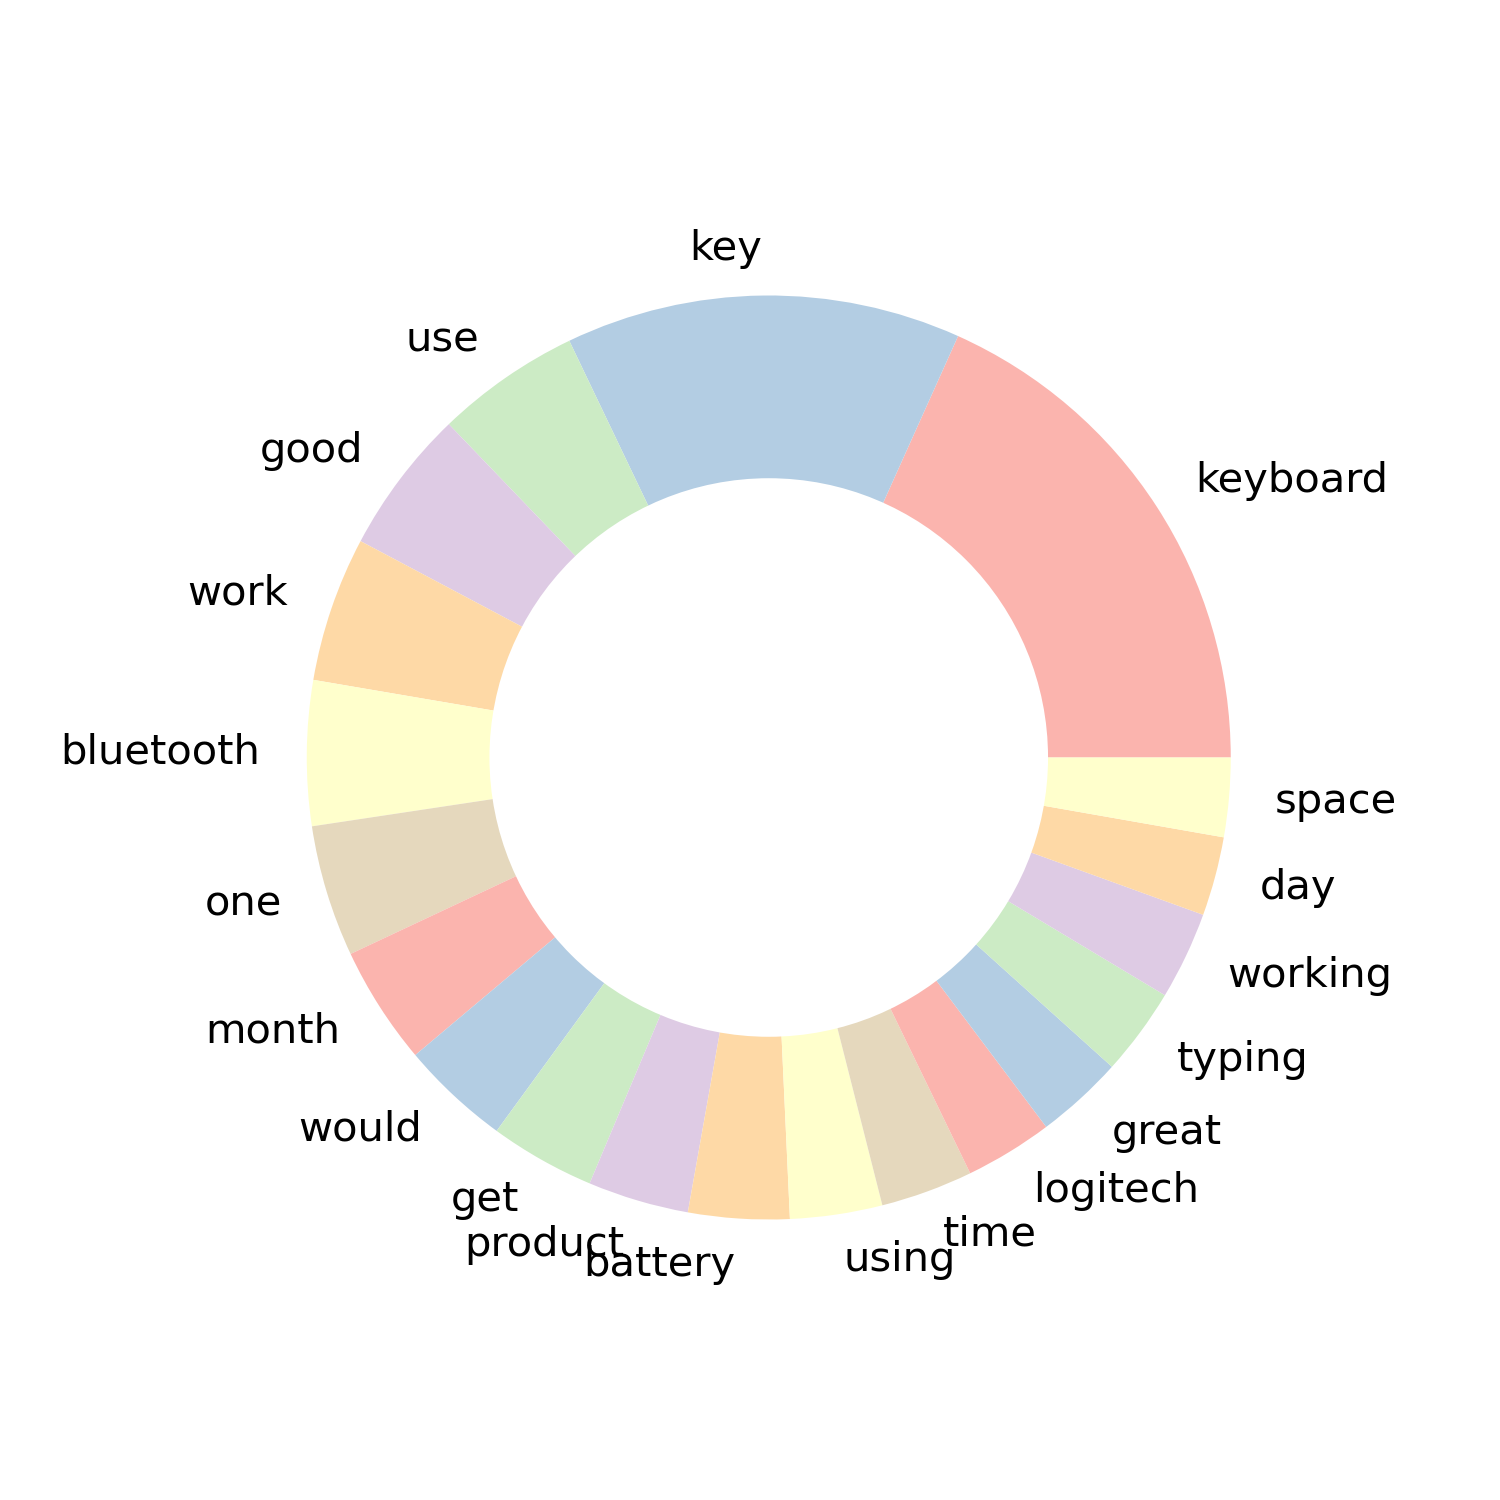 key
use
keyboard
good
work
bluetooth
space
day
one
working
month
typing
would
great
logitech
get
time
product
using
battery